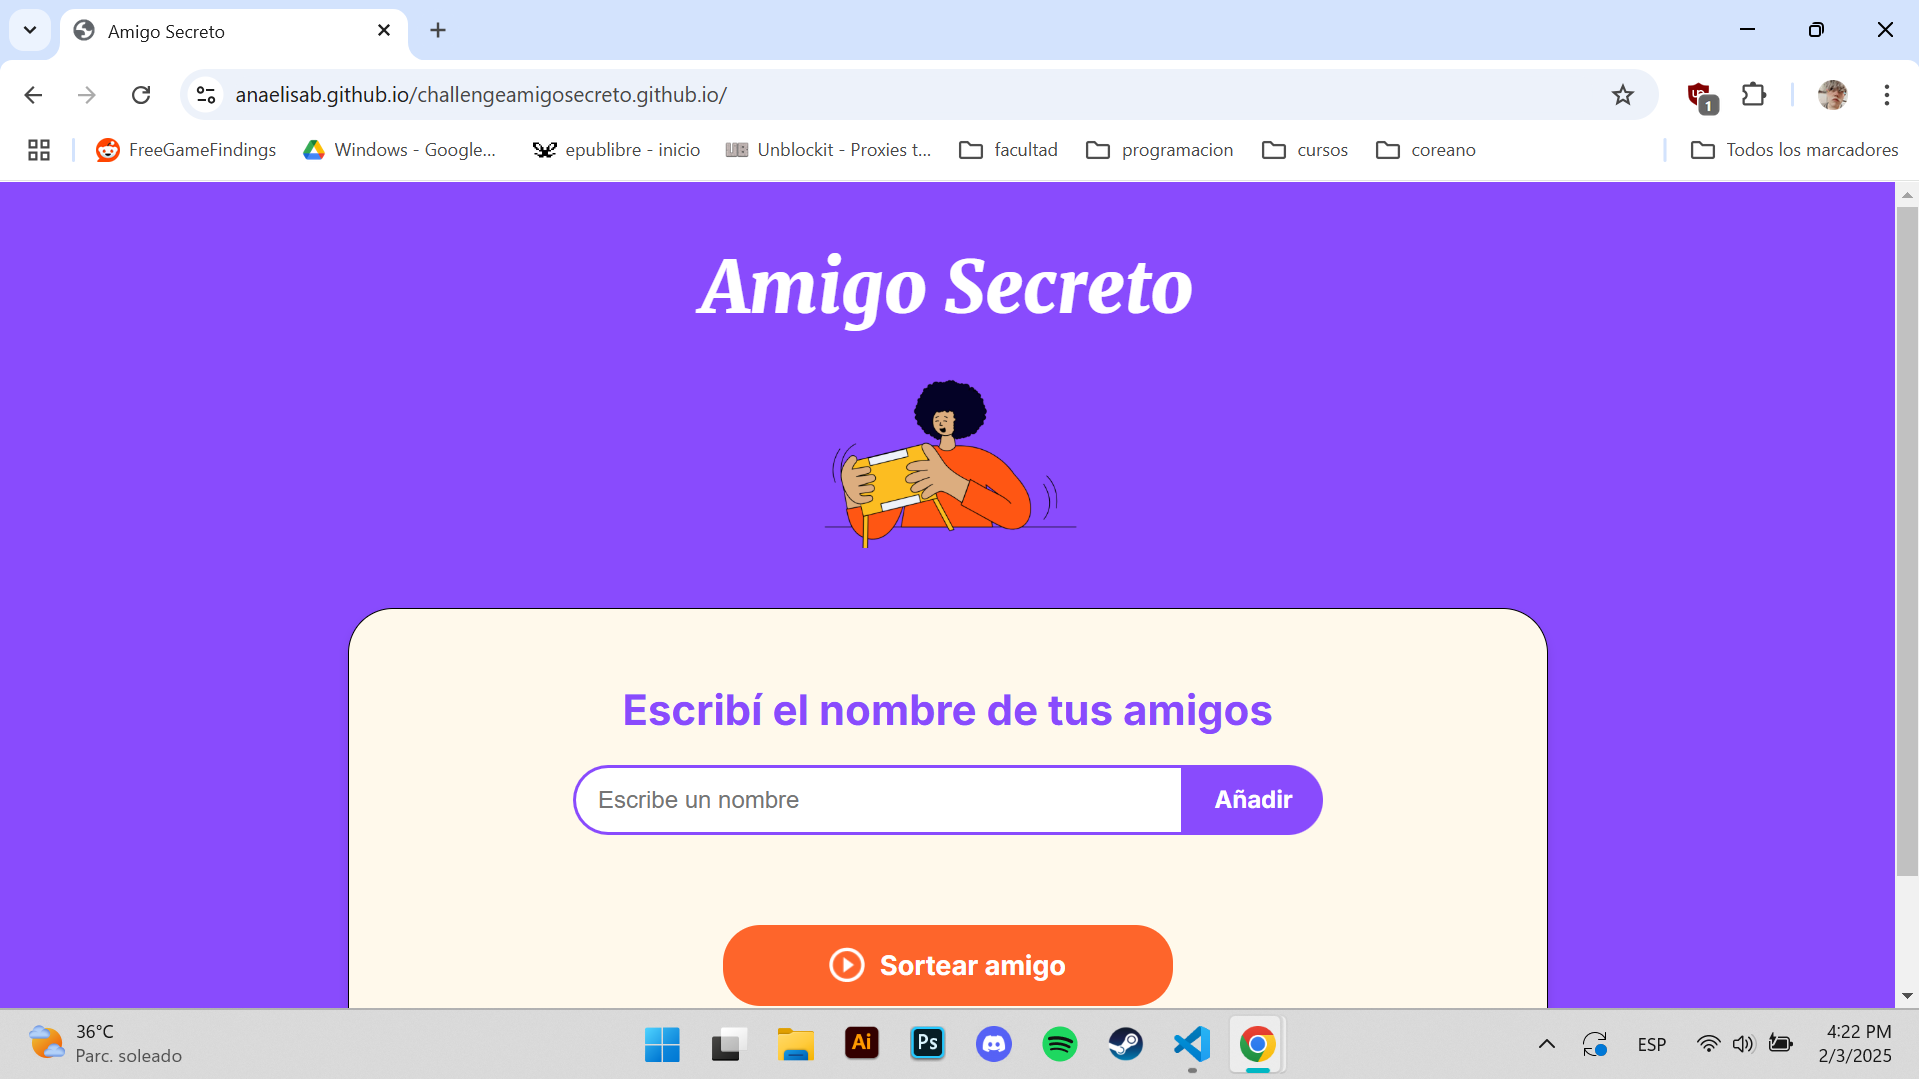 Amigo Secreto
anaelisab.github.io/challengeamigosecreto.github.io/
1
FreeGameFindings
Windows - Google...
epublibre - inicio
UB
Unblockit - Proxies t...
facultad
programacion
cursos
coreano
Todos los marcadores
Amigo Secreto
Escribí el nombre de tus amigos
Escribe un nombre
Añadir
Sortear amigo
36°C
Parc. soleado
Ai
Ps
ESP
4:22 PM
2/3/2025